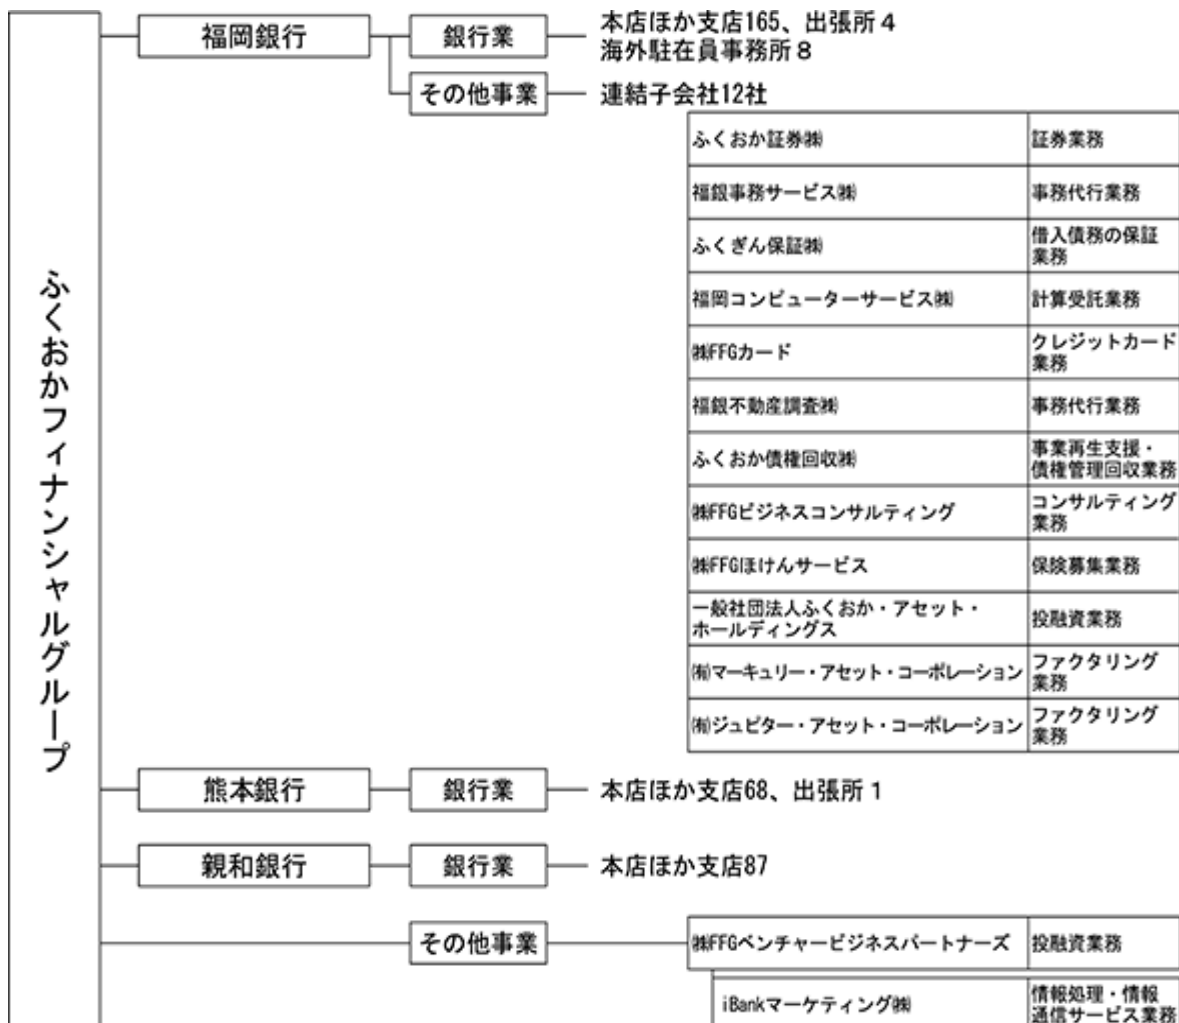 ふくおかフィナンシャルグループ
福岡銀行
銀行業
本店ほか支店165、出張所4
海外駐在員事務所8
その他事業
連結子会社12社
ふくおか証券㈱
証券業務
福銀事務サービス㈱
事務代行業務
ふくぎん保証㈱
借入債務の保証
業務
福岡コンピューターサービス㈱
計算受託業務
㈱FFGカード
クレジットカード
業務
福銀不動産調査㈱
事務代行業務
ふくおか債権回収㈱
事業再生支援・
債権管理回収業務
㈱FFGビジネスコンサルティング
コンサルティング
業務
㈱FFGほけんサービス
保険募集業務
一般社団法人ふくおか・アセット・
ホールディングス
投融資業務
㈲マーキュリー・アセット・コーポレーション
ファクタリング
業務
㈲ジュピター・アセット・コーポレーション
ファクタリング
業務
熊本銀行
銀行業
本店ほか支店68、出張所1
親和銀行
銀行業
本店ほか支店87
その他事業
㈱FFGベンチャービジネスパートナーズ
投融資業務
iBankマーケティング㈱
情報処理・情報
通信サービス業務